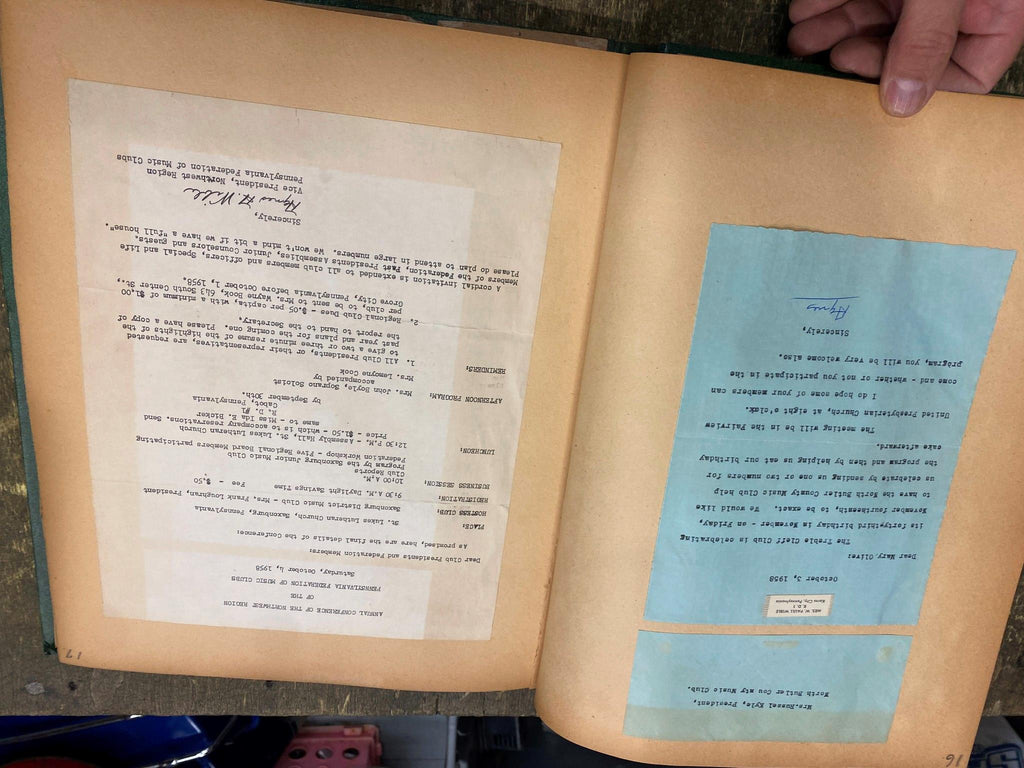 16
Mrs.Rossel Kyle, President,
North Butler Cou nty Music Club.
MRS. W. PAUL WIBLE
R. D. 1
Karns City, Pennsylvania
October 3, 1958
Dear Mary Olive:
The Treble Cleff Club is celebrating
its fortythird birthday in November - on Friday,
November fourteenth, to be exact. We would like
to have the North Butler County Music Club help
us celebrate by sending us one or two numbers for
the program and then by helping us eat our birthday
cake afterward.
The meeting will be in the Fairview
United Presbyterian Church, at eight o'clock.
I do hope some of your members can
come and - whether or not you participate in the
program, you will be very welcome also.
Sincerely,
Agnes
17
ANNUAL CONFERENCE OF THE NORTHWEST REGION
OF THE
PENNSYLVANIA FEDERATION OF MUSIC CLUBS
Saturday, October 4, 1958
Dear Club Presidents and Federation Members:
As promised, here are the final details of the Conference:
PLACE: St. Lukes Lutheran Church, Saxonburg, Pennsylvania
HOSTESS CLUB: Saxonburg District Music Club - Mrs. Frank Loughran, President
REGISTRATION: 9:30 A.M. Daylight Savings Time Fee - $.50
BUSINESS SESSION: 10:00 A.M.
Club Reports
Program by the Saxonburg Junior Music Club
Federation Workshop - Five Regional Board Members participating
LUNCHEON: 12:30 P.M. - Assembly Hall, St. Lukes Lutheran Church
Price - $1.50 - which is to accompany reservations. Send
same to - Miss Ida E. Bicker
R. D. #1
Cabot, Pennsylvania
by September 30th.
AFTERNOON PROGRAM: Mrs. John Boyle, Soprano Soloist
accompanied by
Mrs. Lemoyne Cook
REMINDERS: 1. All Club Presidents, or their representatives, are requested
to give a two or three minute resume of the highlights of the
past year and plans for the coming one. Please have a copy of
the report to hand to the Secretary.
2. Regional Club Dues - $.05 per capita, with a minimum of $1.00
per club, to be sent to Mrs. Wayne Hook, 643 South Center St.,
Grove City, Pennsylvania before October 1, 1958.
A cordial invitation is extended to all club members and officers, Special and Life
Members of the Federation, Past Presidents Assemblies, Junior Counselors and guests.
Please do plan to attend in large numbers. We won't mind a bit if we have a "full" house".
Sincerely,
Agnes H. Wible
Vice President, Northwest Region
Pennsylvania Federation of Music Clubs